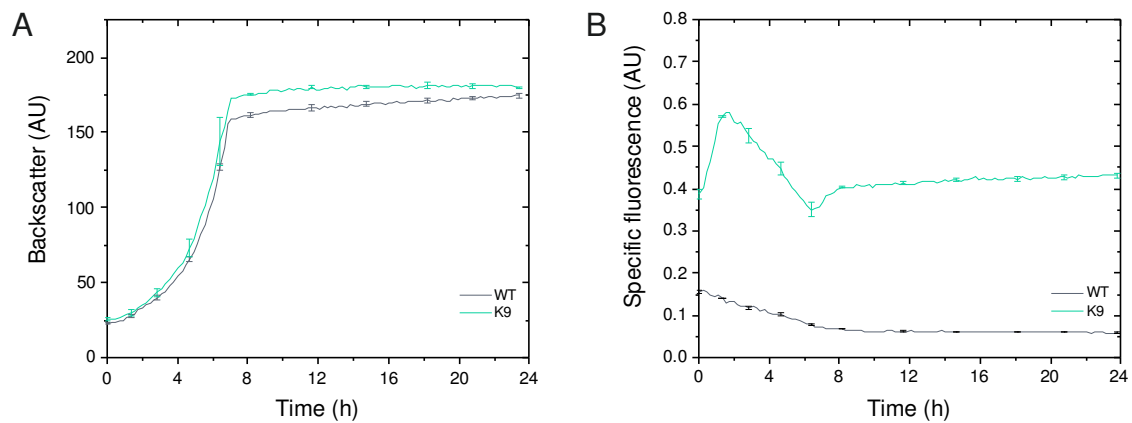 A
Backscatter (AU)
200
150
100
50
0
0 4 8 12 16 20 24
Time (h)
WT
K9
B
Specific fluorescence (AU)
0.8
0.7
0.6
0.5
0.4
0.3
0.2
0.1
0.0
0 4 8 12 16 20 24
Time (h)
WT
K9